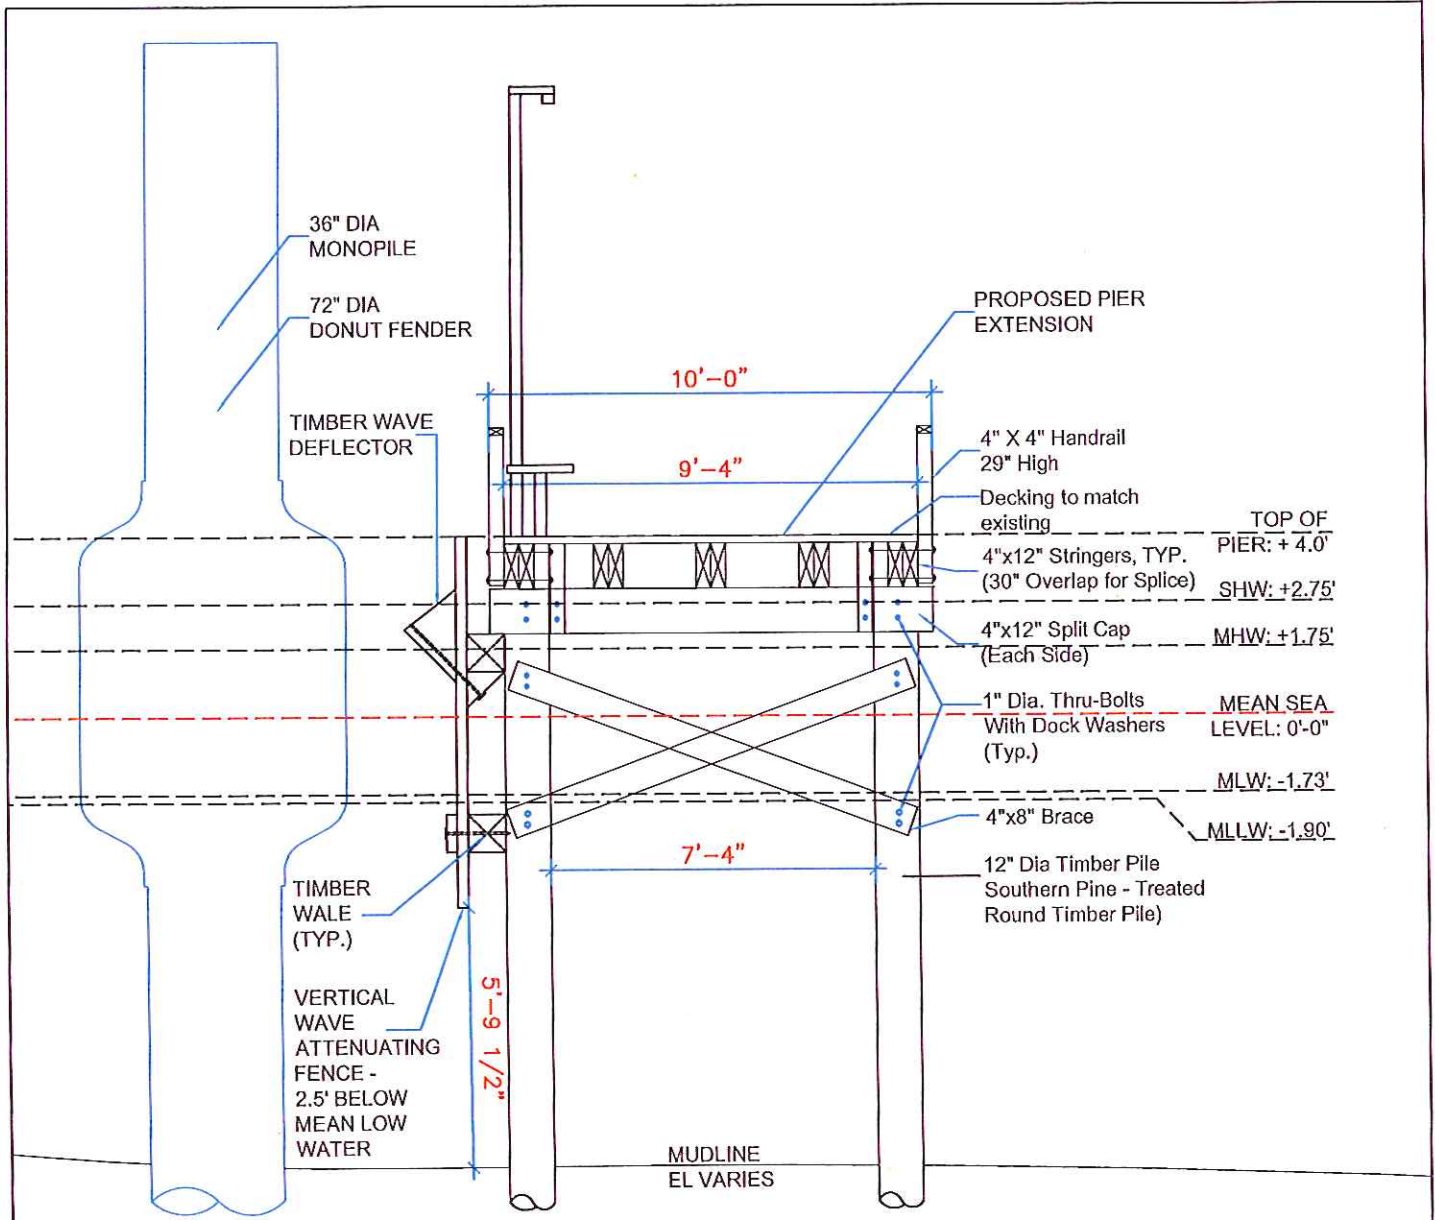 36" DIA
MONOPILE
72" DIA
DONUT FENDER
TIMBER WAVE
DEFLECTOR
10'-0"
9'-4"
PROPOSED PIER
EXTENSION
4" X 4" Handrail
29" High
Decking to match
existing
4"x12" Stringers, TYP.
(30" Overlap for Splice)
4"x12" Split Cap
(Each Side)
1" Dia. Thru-Bolts
With Dock Washers
(Typ.)
4"x8" Brace
12" Dia Timber Pile
Southern Pine - Treated
Round Timber Pile)
TOP OF
PIER: + 4.0'
SHW: +2.75'
MHW: +1.75'
MEAN SEA
LEVEL: 0'-0"
MLW: -1.73'
MLLW: -1.90'
7'-4"
TIMBER
WALE
(TYP.)
VERTICAL
WAVE
ATTENUATING
FENCE -
2.5' BELOW
MEAN LOW
WATER
5'-9 1/2"
MUDLINE
EL VARIES